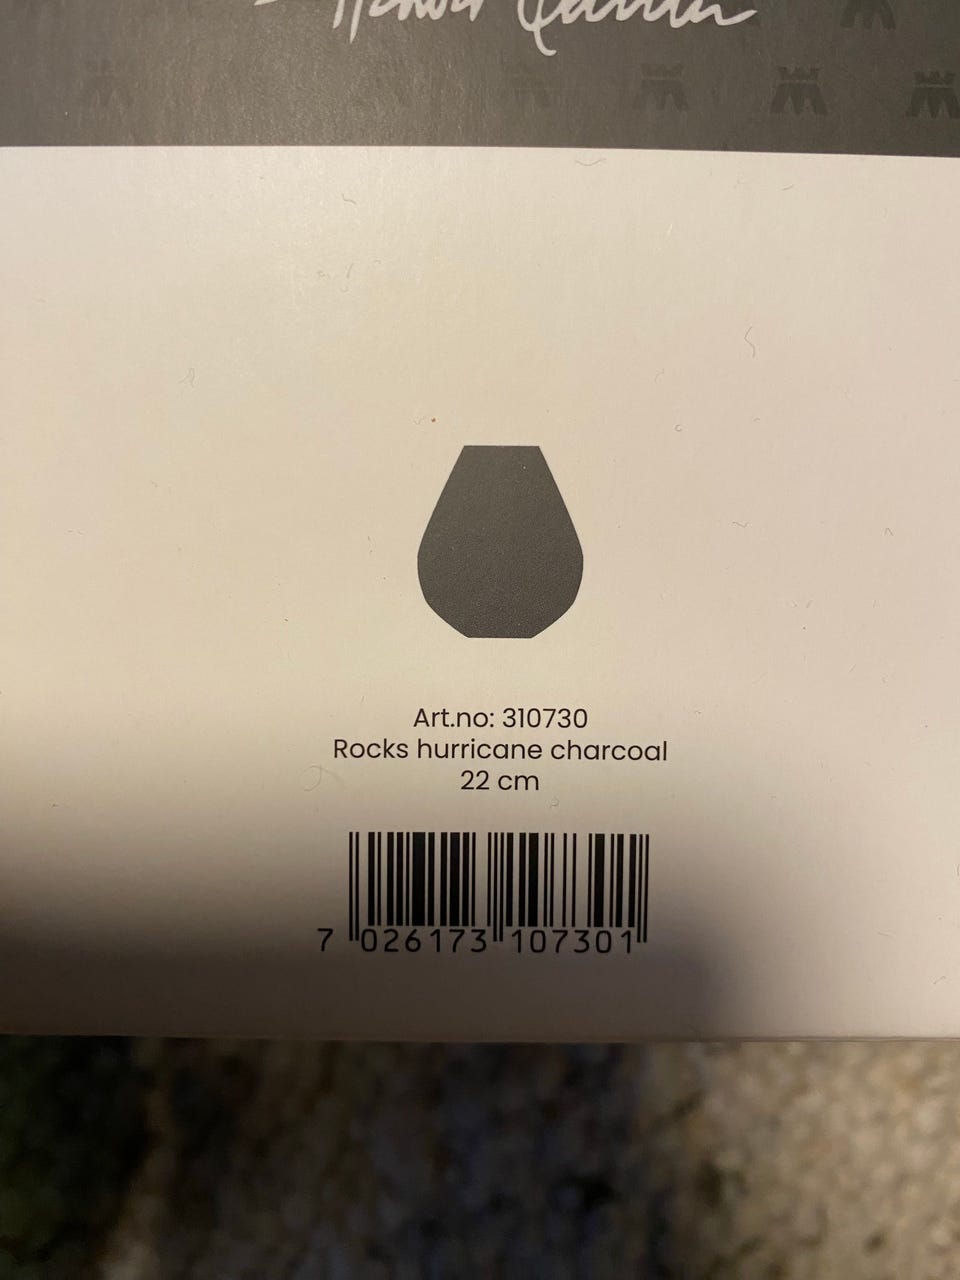 Art.no: 310730
Rocks hurricane charcoal
22 cm
7 026173 107301